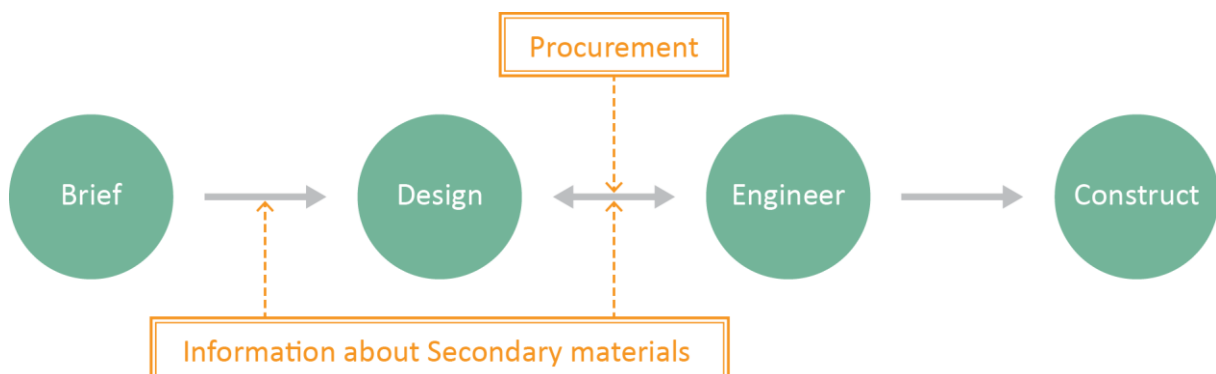 Procurement
Brief
Design
Engineer
Construct
Information about Secondary materials